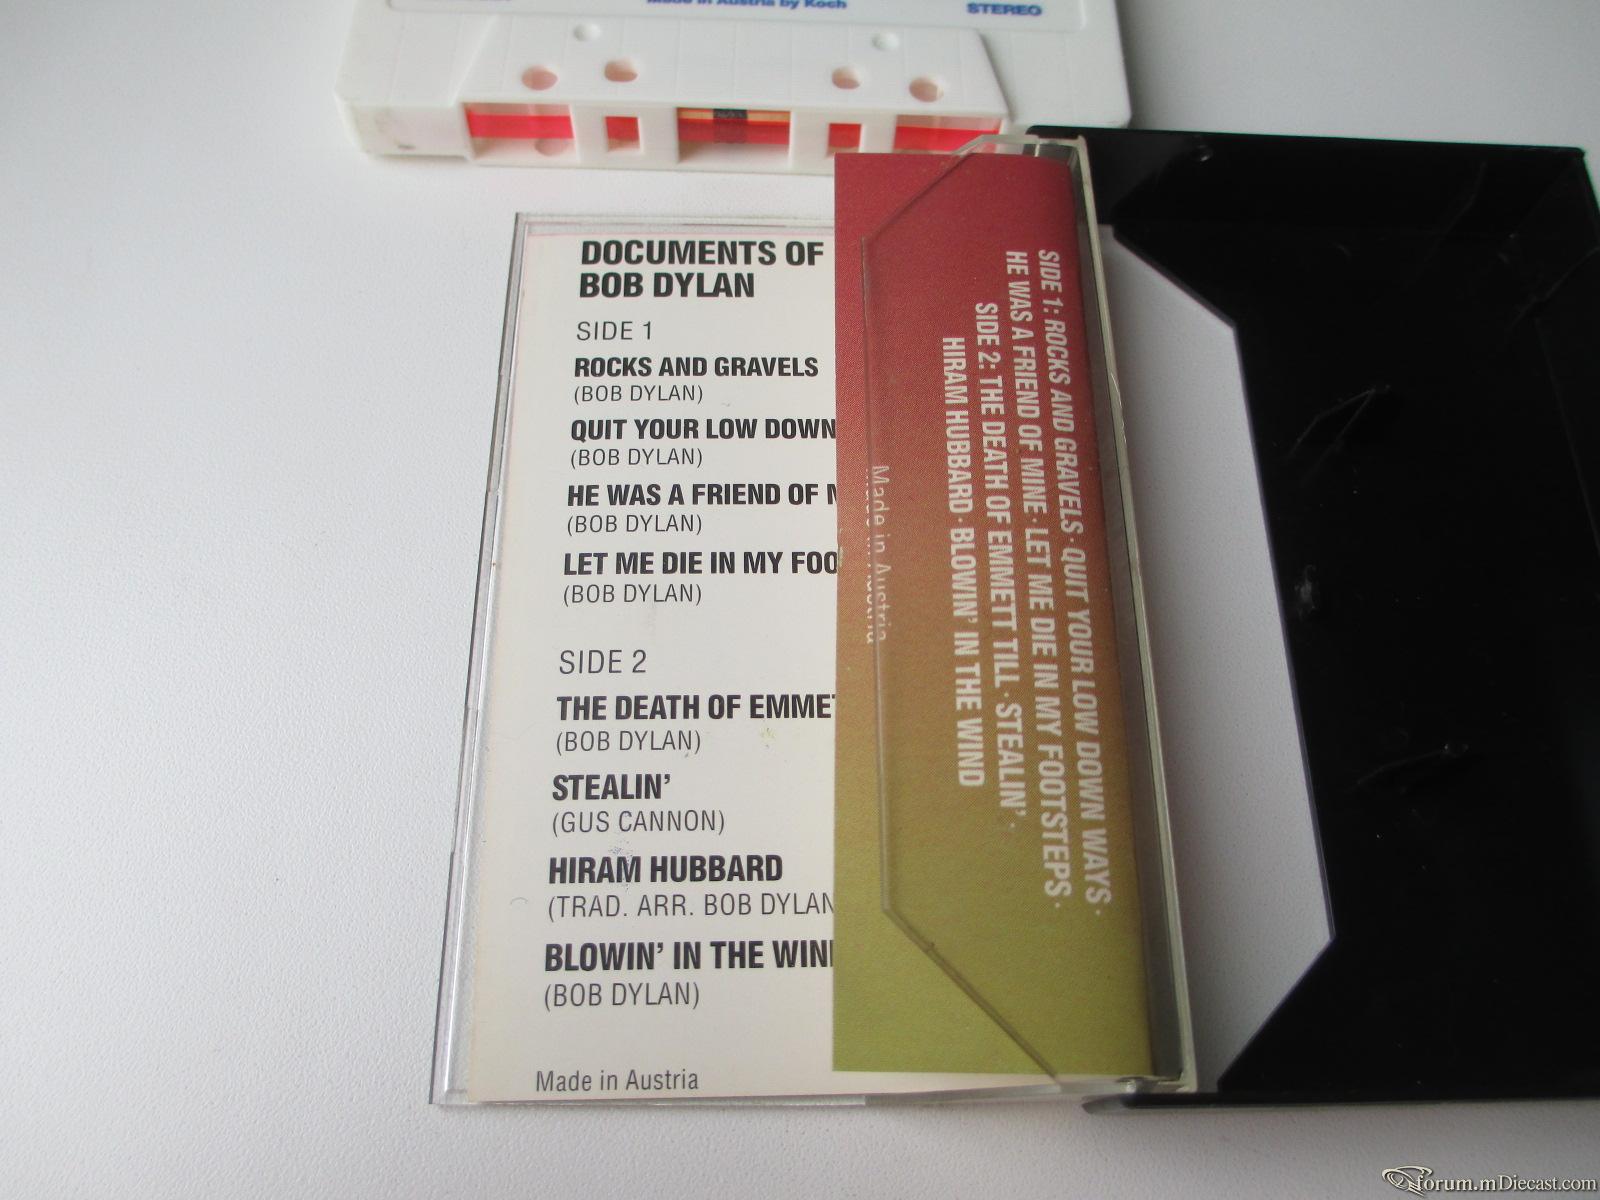 Made in Austria by Koch
STEREO
DOCUMENTS OF
BOB DYLAN
SIDE 1
ROCKS AND GRAVELS
(BOB DYLAN)
QUIT YOUR LOW DOWN
(BOB DYLAN)
HE WAS A FRIEND OF
(BOB DYLAN)
LET ME DIE IN MY FOO
(BOB DYLAN)
SIDE 2
THE DEATH OF EMMET
(BOB DYLAN)
STEALIN’
(GUS CANNON)
HIRAM HUBBARD
(TRAD. ARR. BOB DYLAN
BLOWIN’ IN THE WIN
(BOB DYLAN)
Made in Austria
SIDE 1: ROCKS AND GRAVELS · QUIT YOUR LOW DOWN WAYS ·
HE WAS A FRIEND OF MINE · LET ME DIE IN MY FOOTSTEPS ·
SIDE 2: THE DEATH OF EMMETT TILL · STEALIN’ ·
HIRAM HUBBARD · BLOWIN’ IN THE WIND
Made in Austria
forum.mDiecast.com